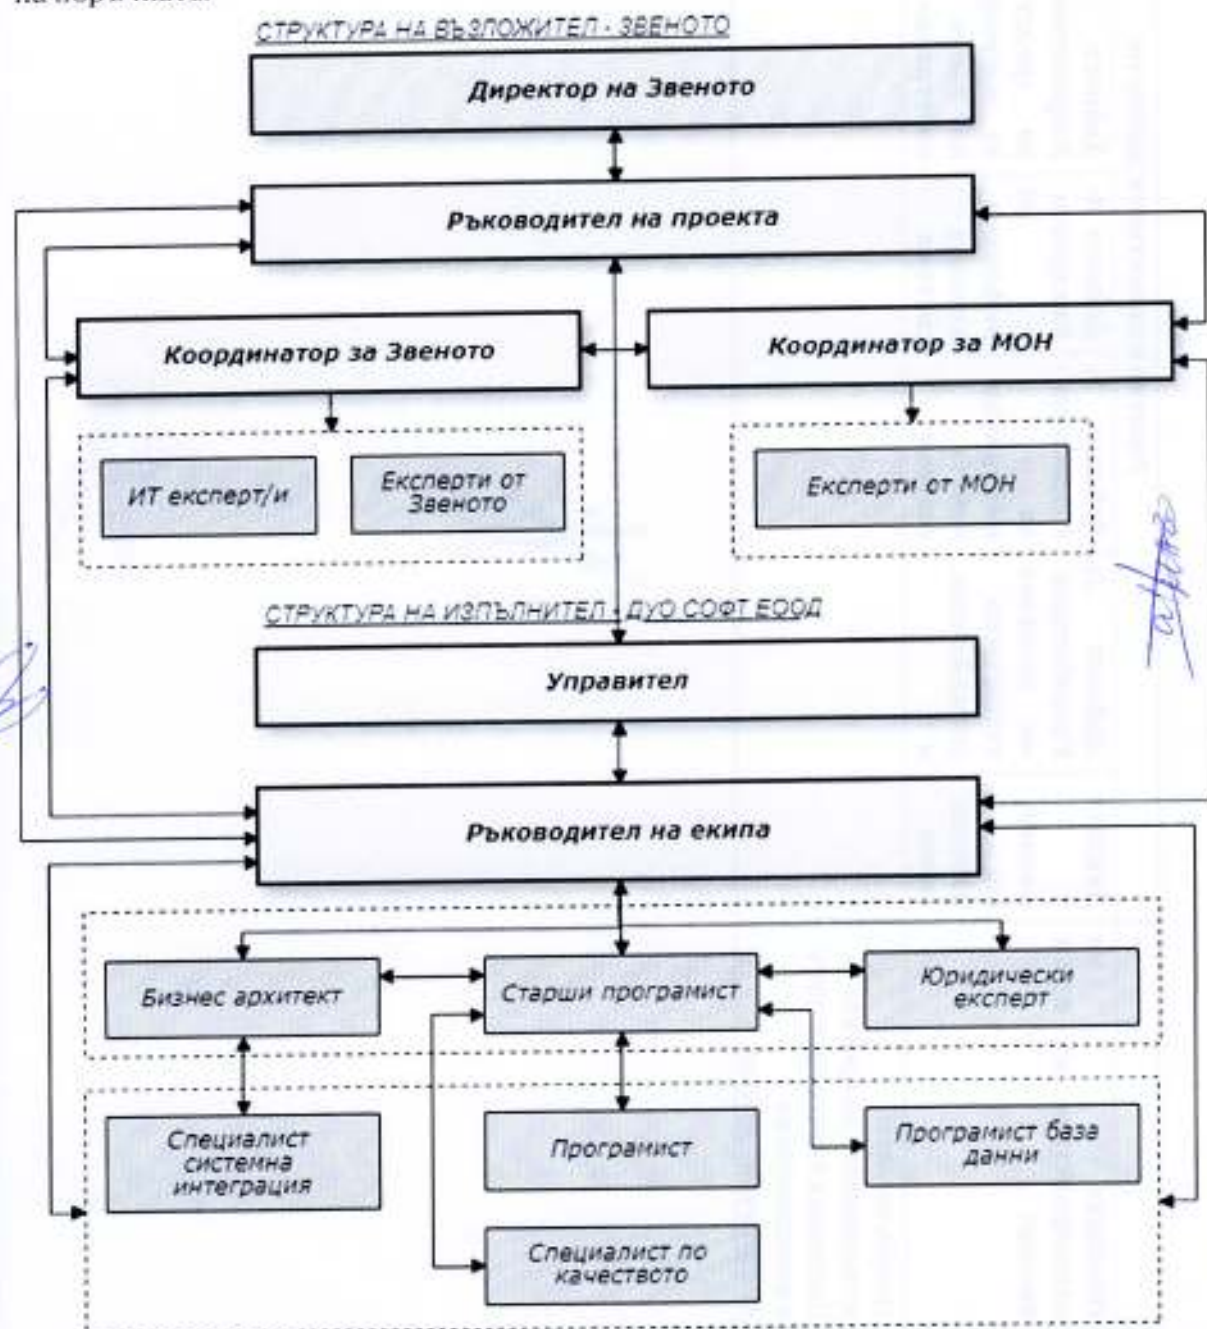 СТРУКТУРА НА ВЪЗЛОЖИТЕЛ - ЗВЕНОТО
Директор на Звеното
Ръководител на проекта
Координатор за Звеното
Координатор за МОН
ИТ експерт/и
Експерти от
Звеното
Експерти от МОН
СТРУКТУРА НА ИЗПЪЛНИТЕЛ - ДУО СОФТ ЕООД
Управител
Ръководител на екипа
Бизнес архитект
Старши програмист
Юридически
експерт
Специалист
системна
интеграция
Програмист
Програмист база
данни
Специалист по
качеството